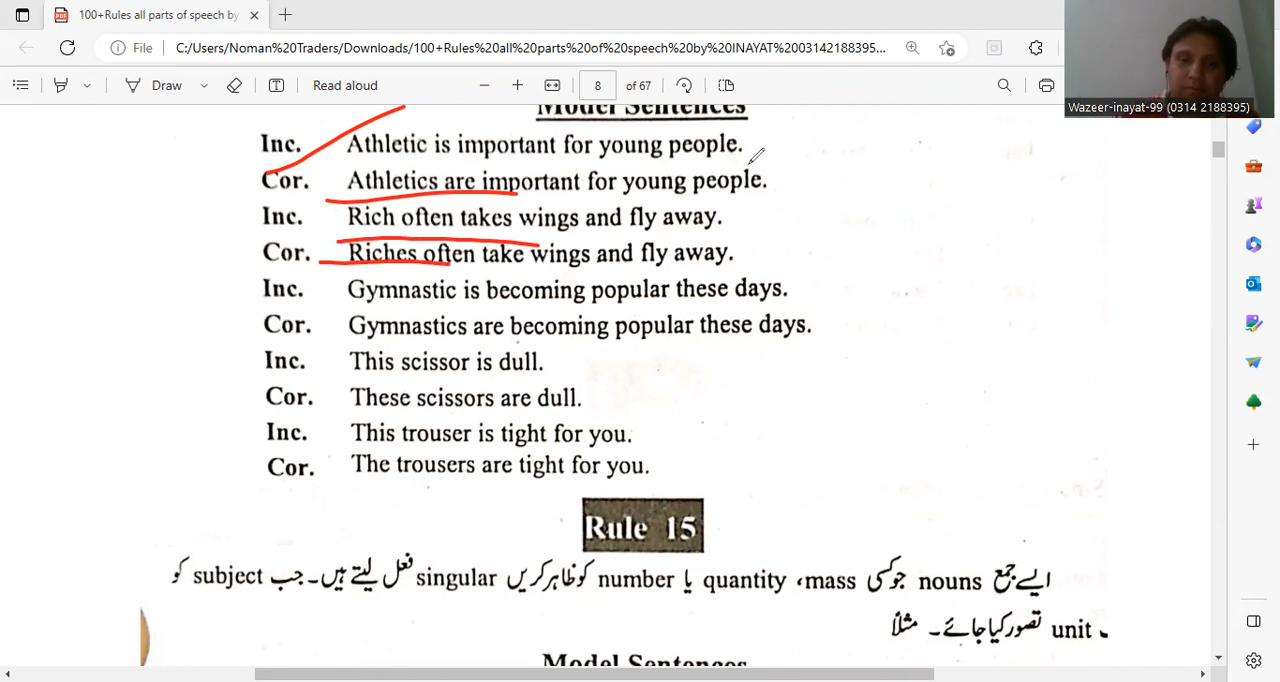 100+Rules all parts of speech by
File C:/Users/Noman%20Traders/Downloads/100+Rules%20all%20parts%20of%20speech%20by%20INAYAT%2003142188395...
Draw Read aloud 8 of 67
Wazeer-inayat-99 (0314 2188395)
Model Sentences
Inc. Athletic is important for young people.
Cor. Athletics are important for young people.
Inc. Rich often takes wings and fly away.
Cor. Riches often take wings and fly away.
Inc. Gymnastic is becoming popular these days.
Cor. Gymnastics are becoming popular these days.
Inc. This scissor is dull.
Cor. These scissors are dull.
Inc. This trouser is tight for you.
Cor. The trousers are tight for you.
Rule 15
ایسے جمع nouns جو کسی mass، quantity یا number کو ظاہر کریں singular فعل لیتے ہیں۔ جب subject کو
unit تصور کیا جائے۔ مثلاً
Model Sentences